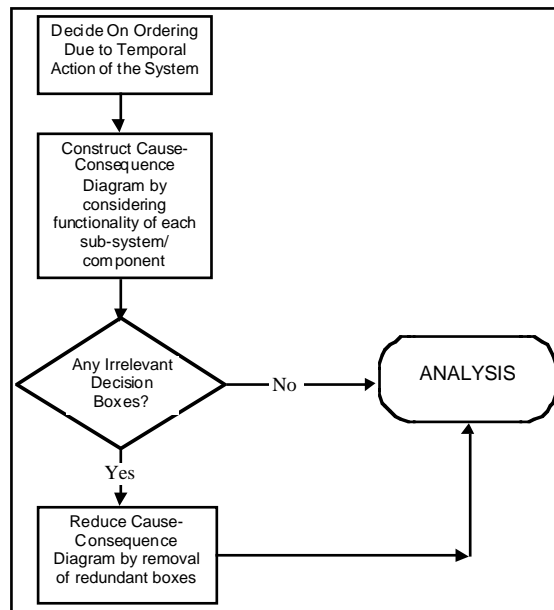 Decide On Ordering
Due to Temporal
Action of the System
Construct Cause-
Consequence
Diagram by
considering
functionality of each
sub-system/
component
Any Irrelevant
Decision
Boxes?
No
ANALYSIS
Yes
Reduce Cause-
Consequence
Diagram by removal
of redundant boxes